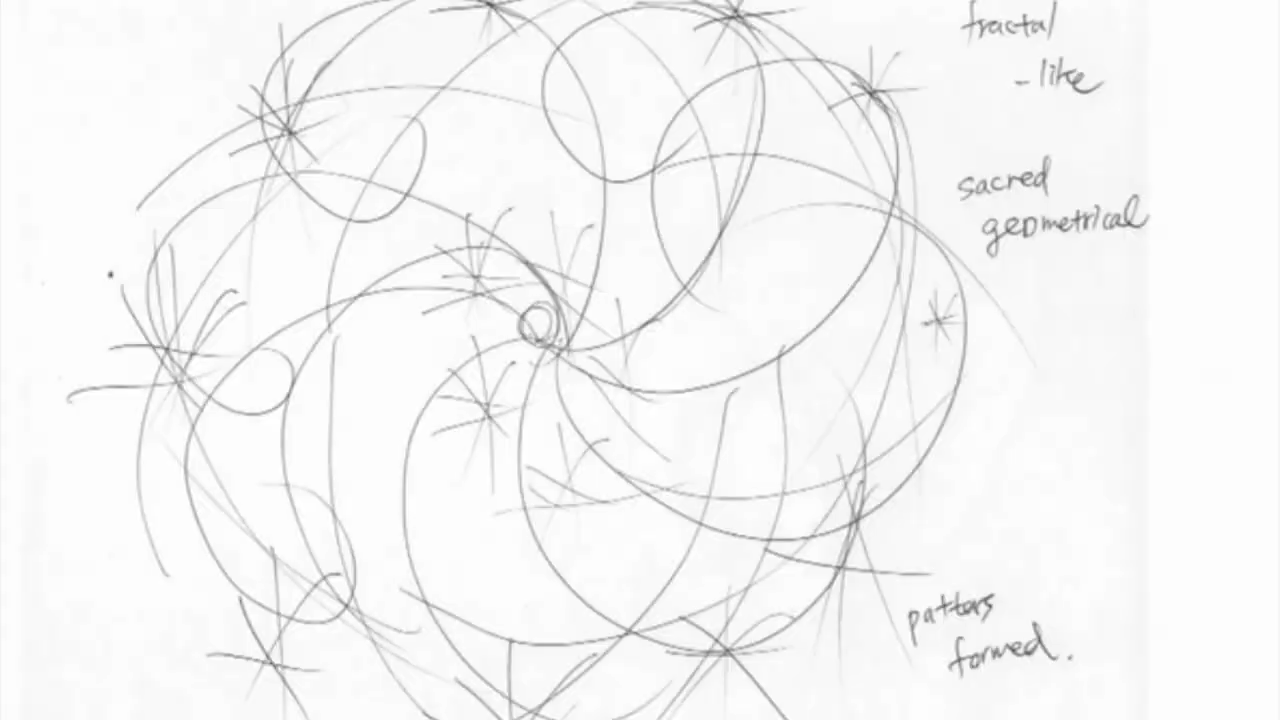 fractal
-like
sacred
geometrical
patters
formed.